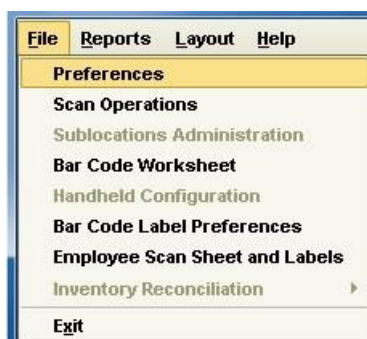 File Reports Layout Help
Preferences
Scan Operations
Sublocations Administration
Bar Code Worksheet
Handheld Configuration
Bar Code Label Preferences
Employee Scan Sheet and Labels
Inventory Reconciliation
Exit